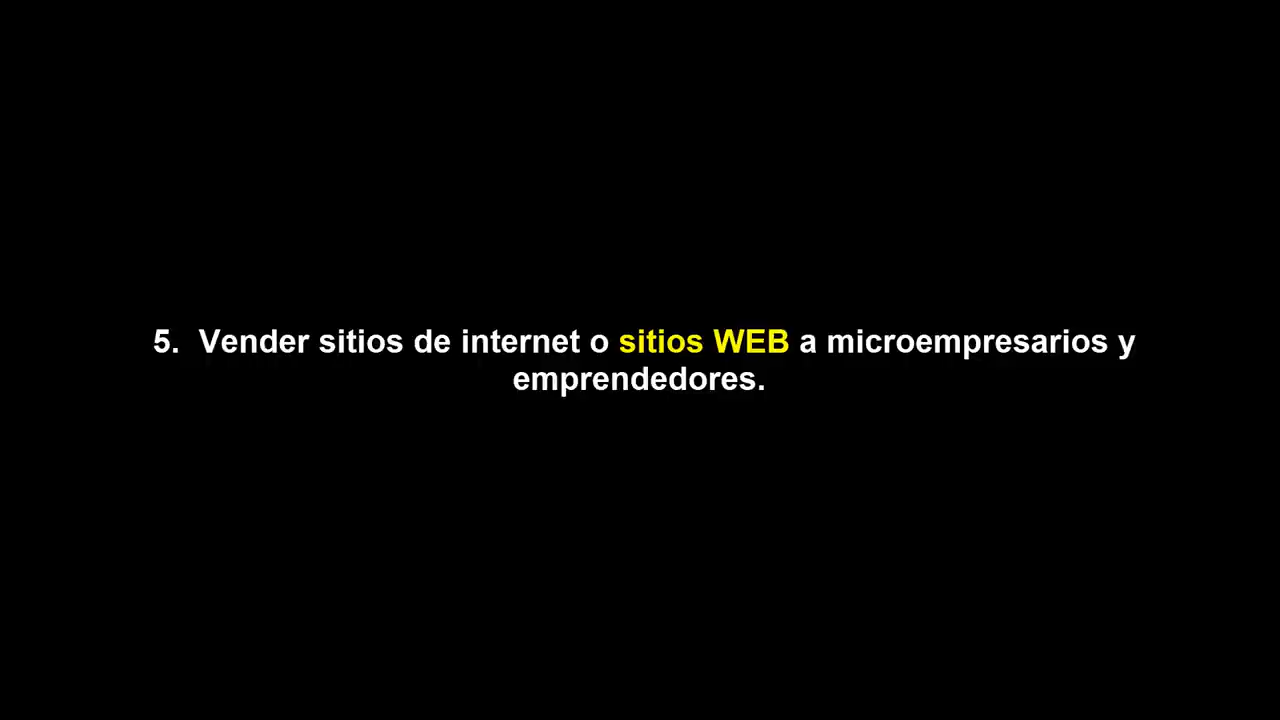 5. Vender sitios de internet o sitios WEB a microempresarios y
emprendedores.